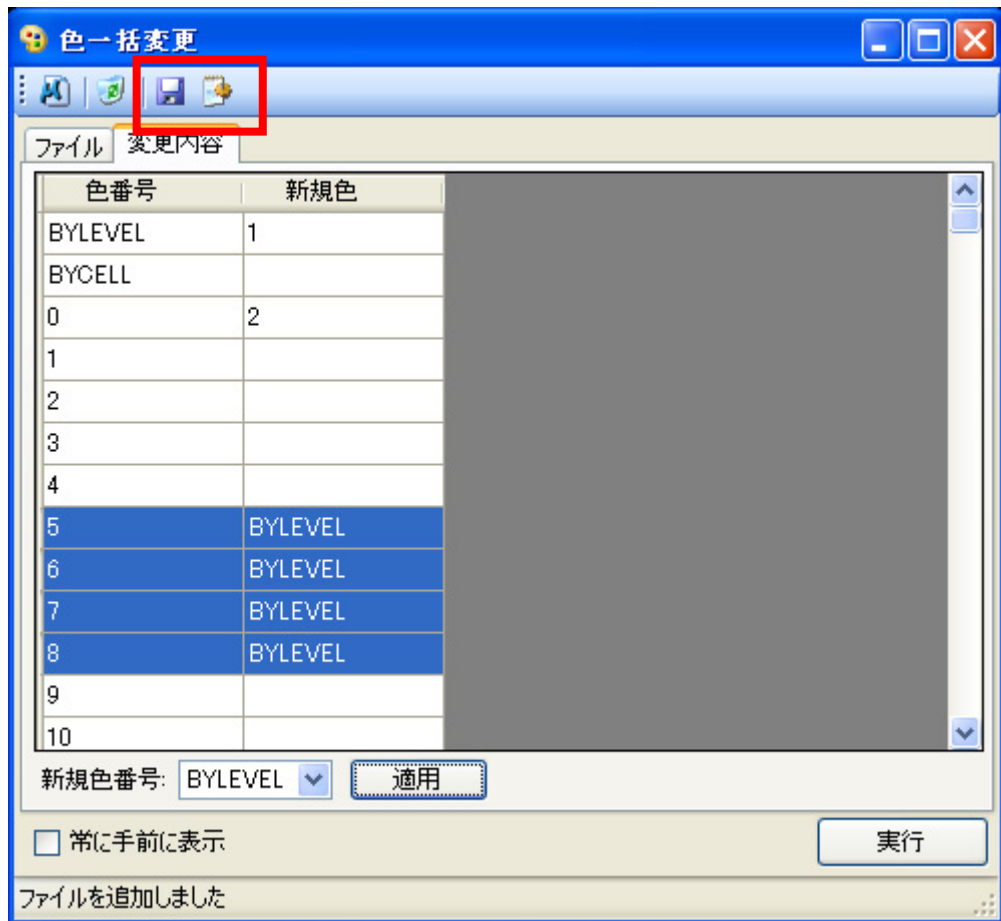 色一括変更
ファイル 変更内容
色番号 新規色
BYLEVEL 1
BYCELL
0 2
1
2
3
4
5 BYLEVEL
6 BYLEVEL
7 BYLEVEL
8 BYLEVEL
9
10
新規色番号: BYLEVEL 適用
常に手前に表示 実行
ファイルを追加しました